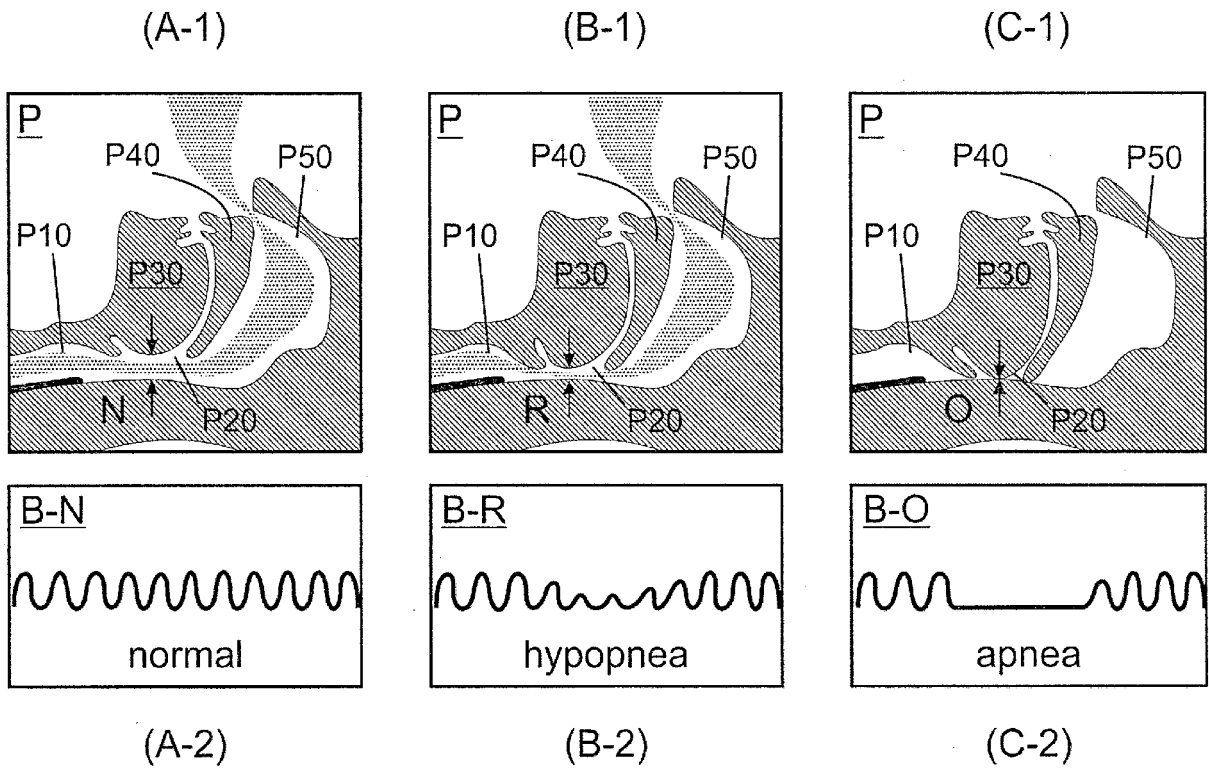 (A-1) (B-1) (C-1)
P P P
P40 P50 P40 P50 P40 P50
P10 P10 P10
P30 P30 P30
N P20 R P20 O P20
B-N B-R B-O
normal hypopnea apnea
(A-2) (B-2) (C-2)